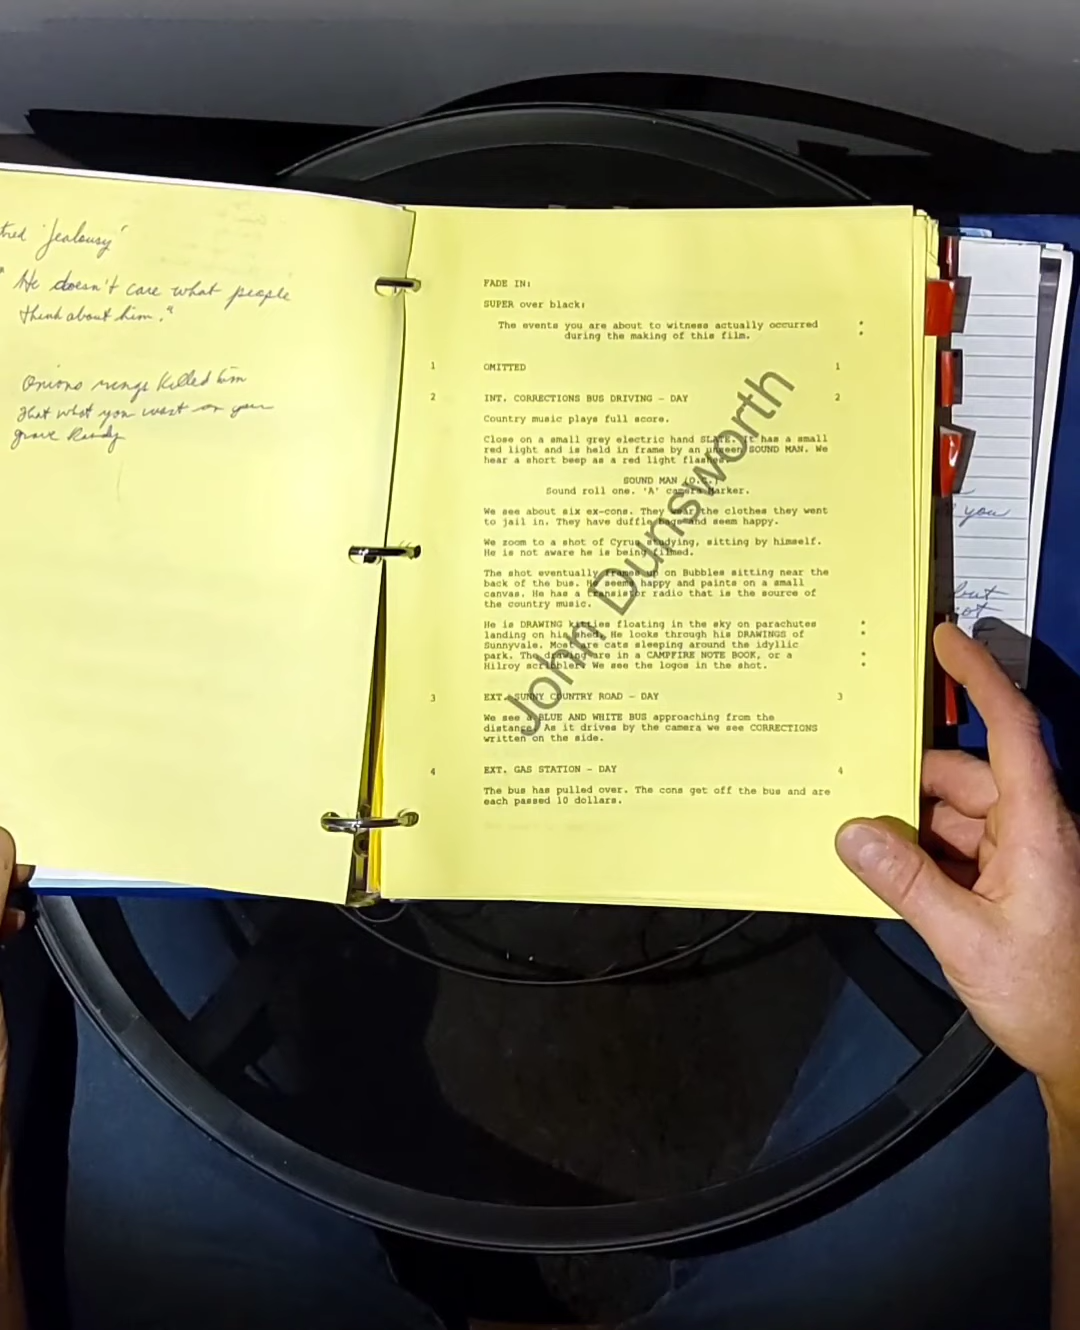 'Jealousy'
"He doesn't care what people
think about him."
Onions rings killed him
that what you want on your
grave Randy
FADE IN:
SUPER over black:
The events you are about to witness actually occurred
during the making of this film.
1 OMITTED 1
2 INT. CORRECTIONS BUS DRIVING - DAY 2
Country music plays full score.
Close on a small grey electric hand SLATE. It has a small
red light and is held in frame by an unseen SOUND MAN. We
hear a short beep as a red light flashes.
SOUND MAN (O.C.)
Sound roll one. 'A' camera marker.
We see about six ex-cons. They wear the clothes they went
to jail in. They have duffle bags and seem happy.
We zoom to a shot of Cyrus studying, sitting by himself.
He is not aware he is being filmed.
The shot eventually frames up on Bubbles sitting near the
back of the bus. He seems happy and paints on a small
canvas. He has a transistor radio that is the source of
the country music.
He is DRAWING kitties floating in the sky on parachutes
landing on his shed. He looks through his DRAWINGS of
Sunnyvale. Most are cats sleeping around the idyllic
park. The drawing are in a CAMPFIRE NOTE BOOK, or a
Hilroy scribbler. We see the logos in the shot.
3 EXT. SUNNY COUNTRY ROAD - DAY 3
We see a BLUE AND WHITE BUS approaching from the
distance. As it drives by the camera we see CORRECTIONS
written on the side.
4 EXT. GAS STATION - DAY 4
The bus has pulled over. The cons get off the bus and are
each passed 10 dollars.
John Dunsworth
you
but
not